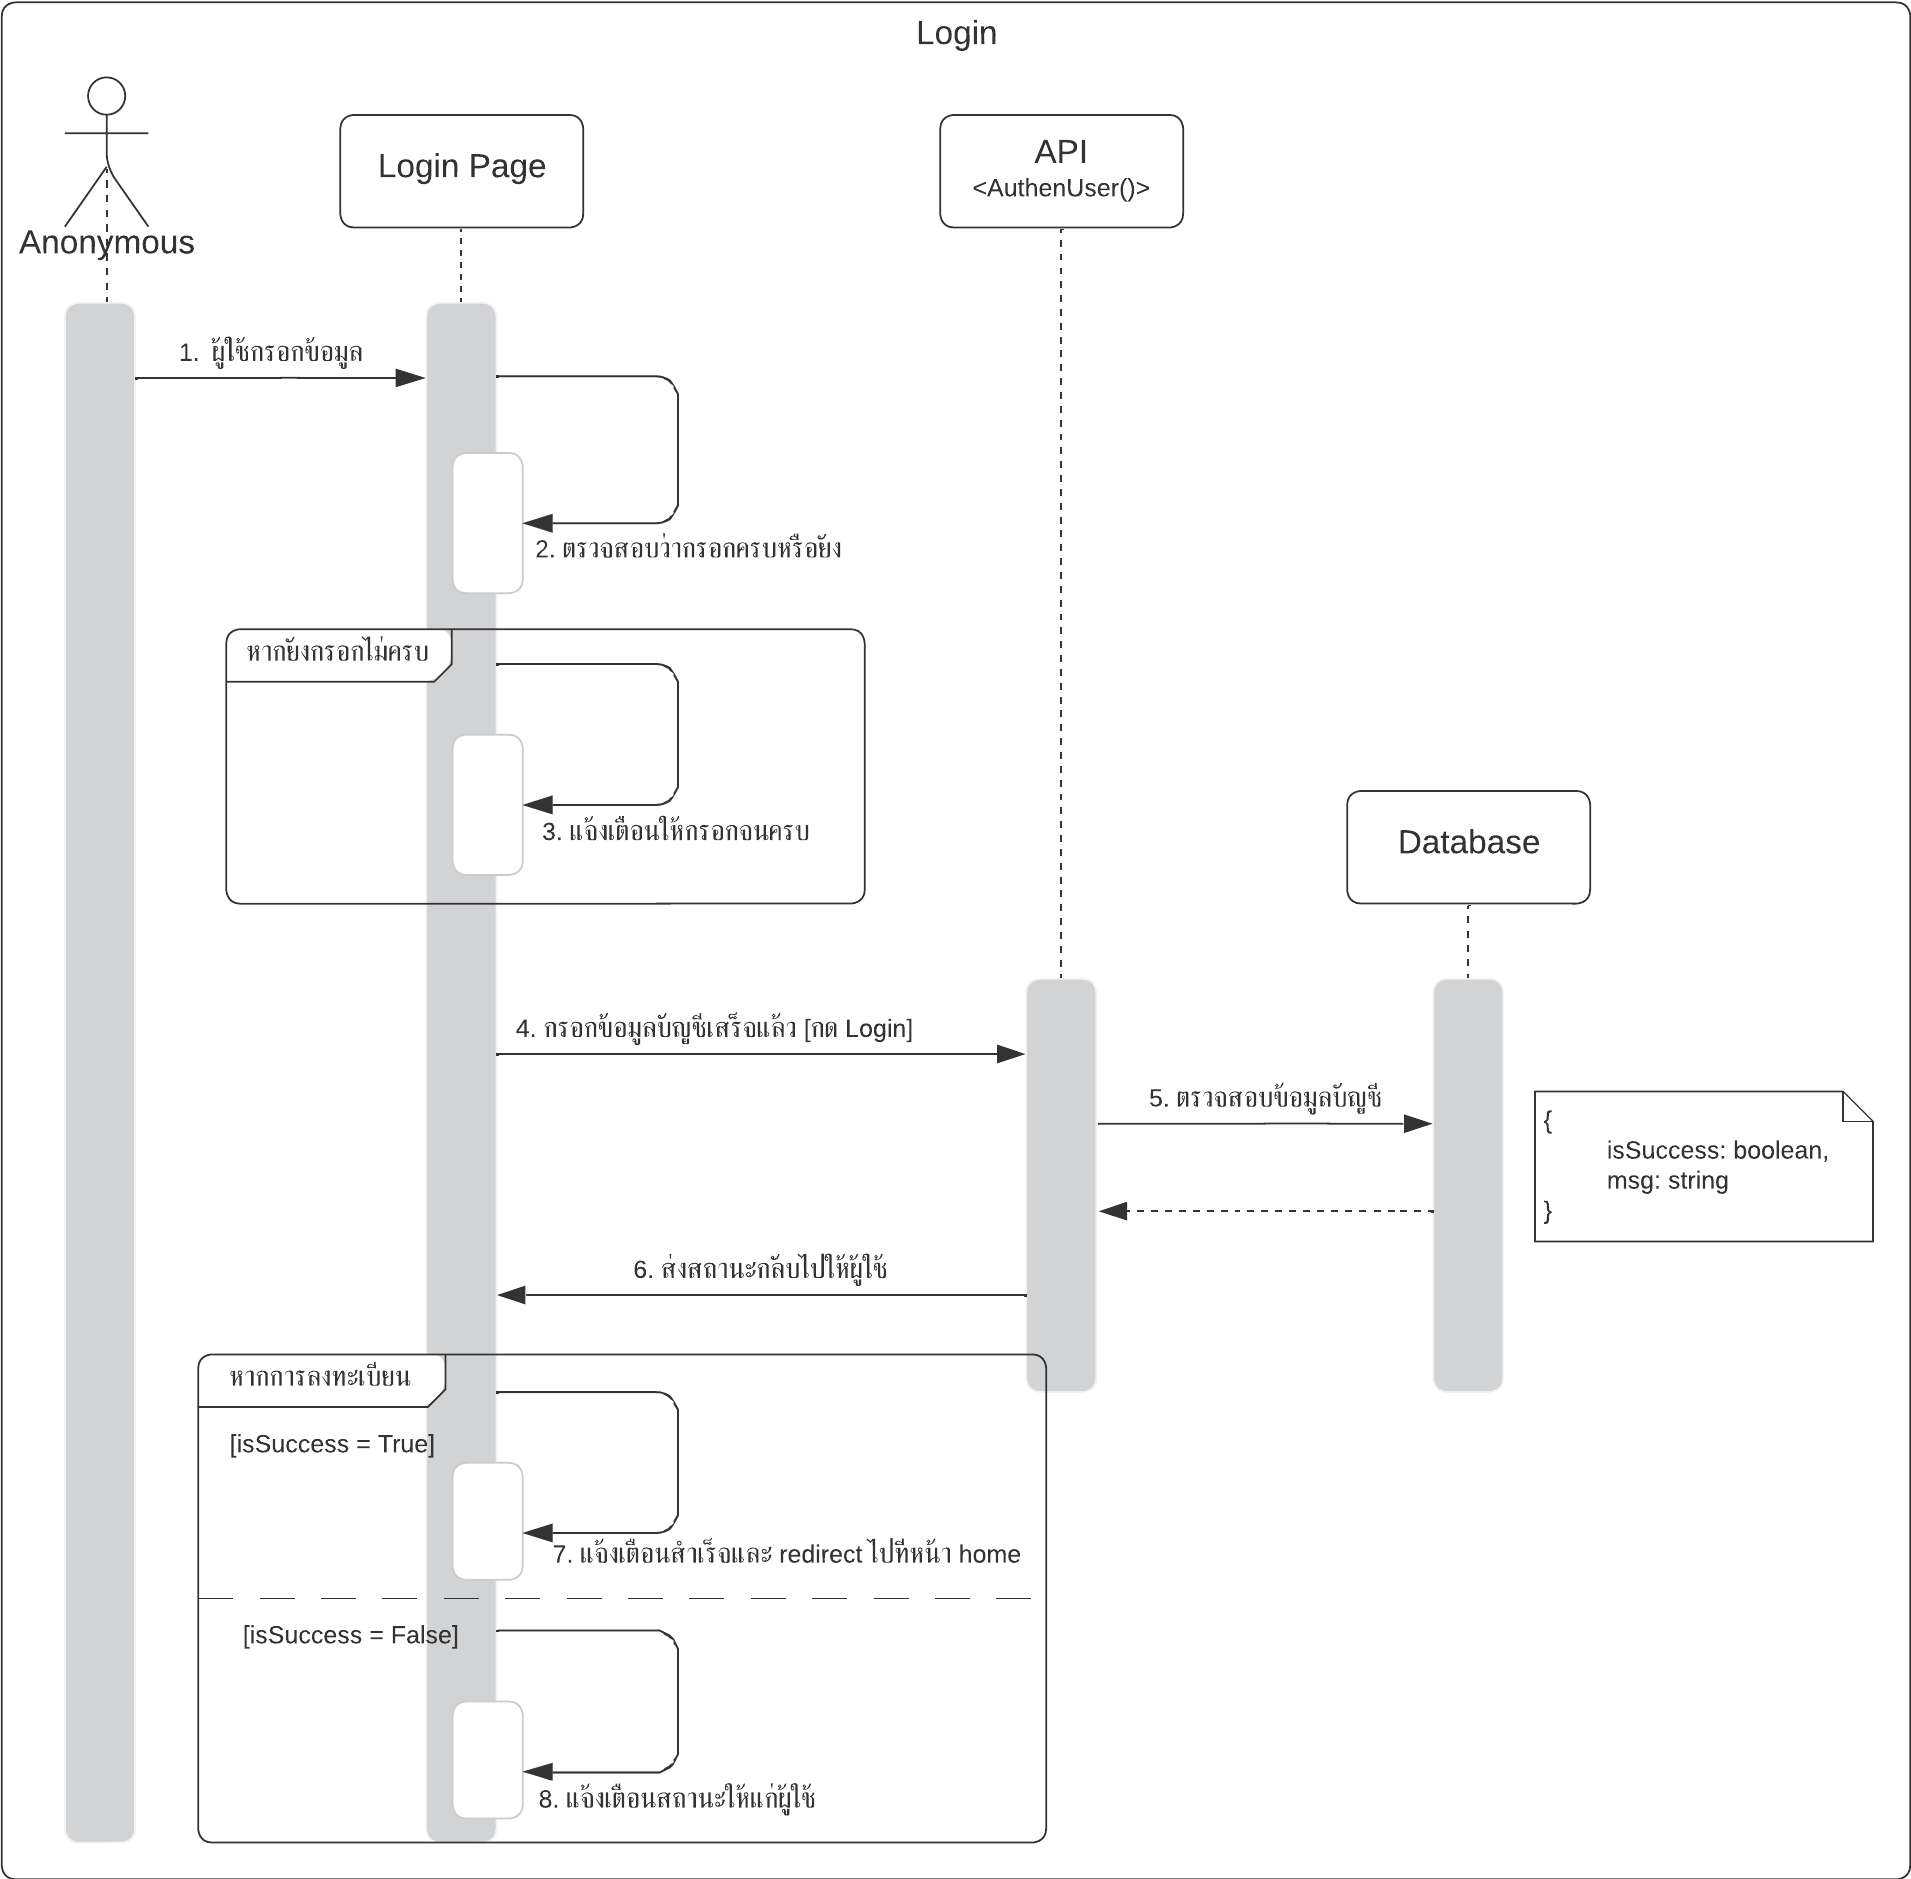 Login
Anonymous
Login Page
API
<AuthenUser()>
1. ผู้ใช้กรอกข้อมูล
2. ตรวจสอบว่ากรอกครบหรือยัง
หากยังกรอกไม่ครบ
3. แจ้งเตือนให้กรอกจนครบ
Database
4. กรอกข้อมูลบัญชีเสร็จแล้ว [กด Login]
5. ตรวจสอบข้อมูลบัญชี
{
isSuccess: boolean,
msg: string
}
6. ส่งสถานะกลับไปให้ผู้ใช้
หากการลงทะเบียน
[isSuccess = True]
7. แจ้งเตือนสำเร็จและ redirect ไปที่หน้า home
[isSuccess = False]
8. แจ้งเตือนสถานะให้แก่ผู้ใช้